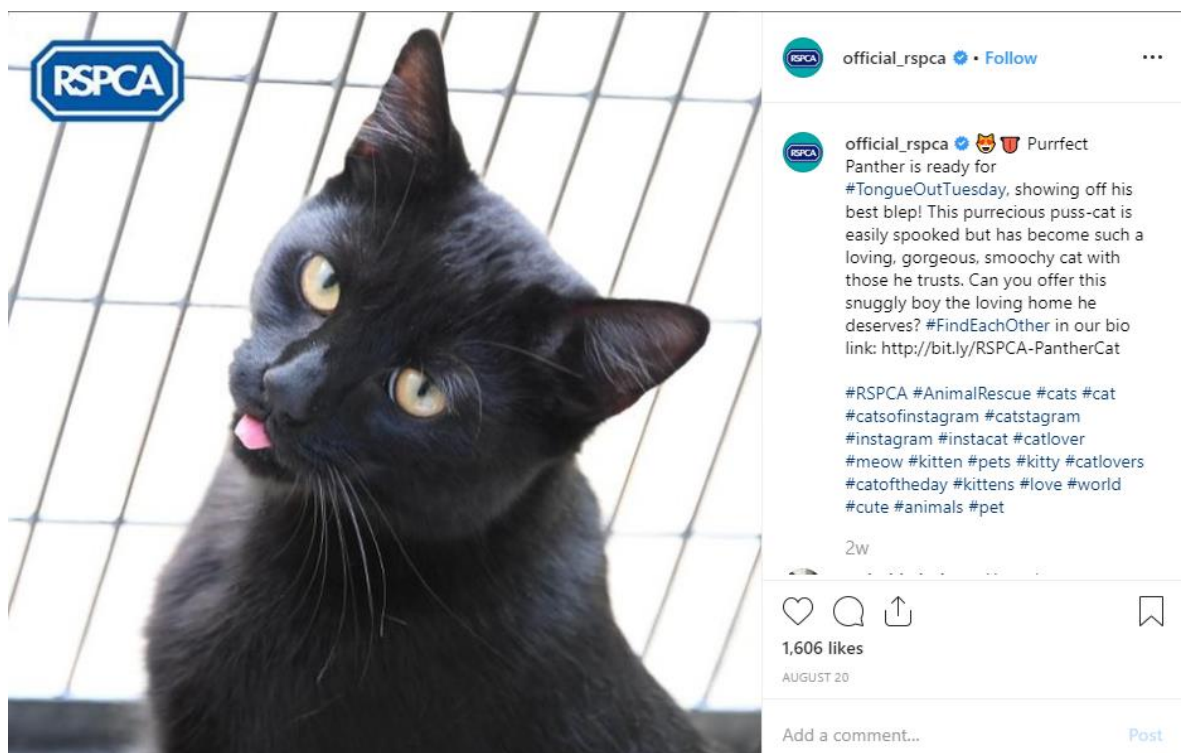 RSPCA
RSPCA
official_rspca • Follow
RSPCA
official_rspca 😻 👅 Purrfect
Panther is ready for
#TongueOutTuesday, showing off his
best blep! This purrecious puss-cat is
easily spooked but has become such a
loving, gorgeous, smoochy cat with
those he trusts. Can you offer this
snuggly boy the loving home he
deserves? #FindEachOther in our bio
link: http://bit.ly/RSPCA-PantherCat
#RSPCA #AnimalRescue #cats #cat
#catsofinstagram #catstagram
#instagram #instacat #catlover
#meow #kitten #pets #kitty #catlovers
#catoftheday #kittens #love #world
#cute #animals #pet
2w
1,606 likes
AUGUST 20
Add a comment... Post